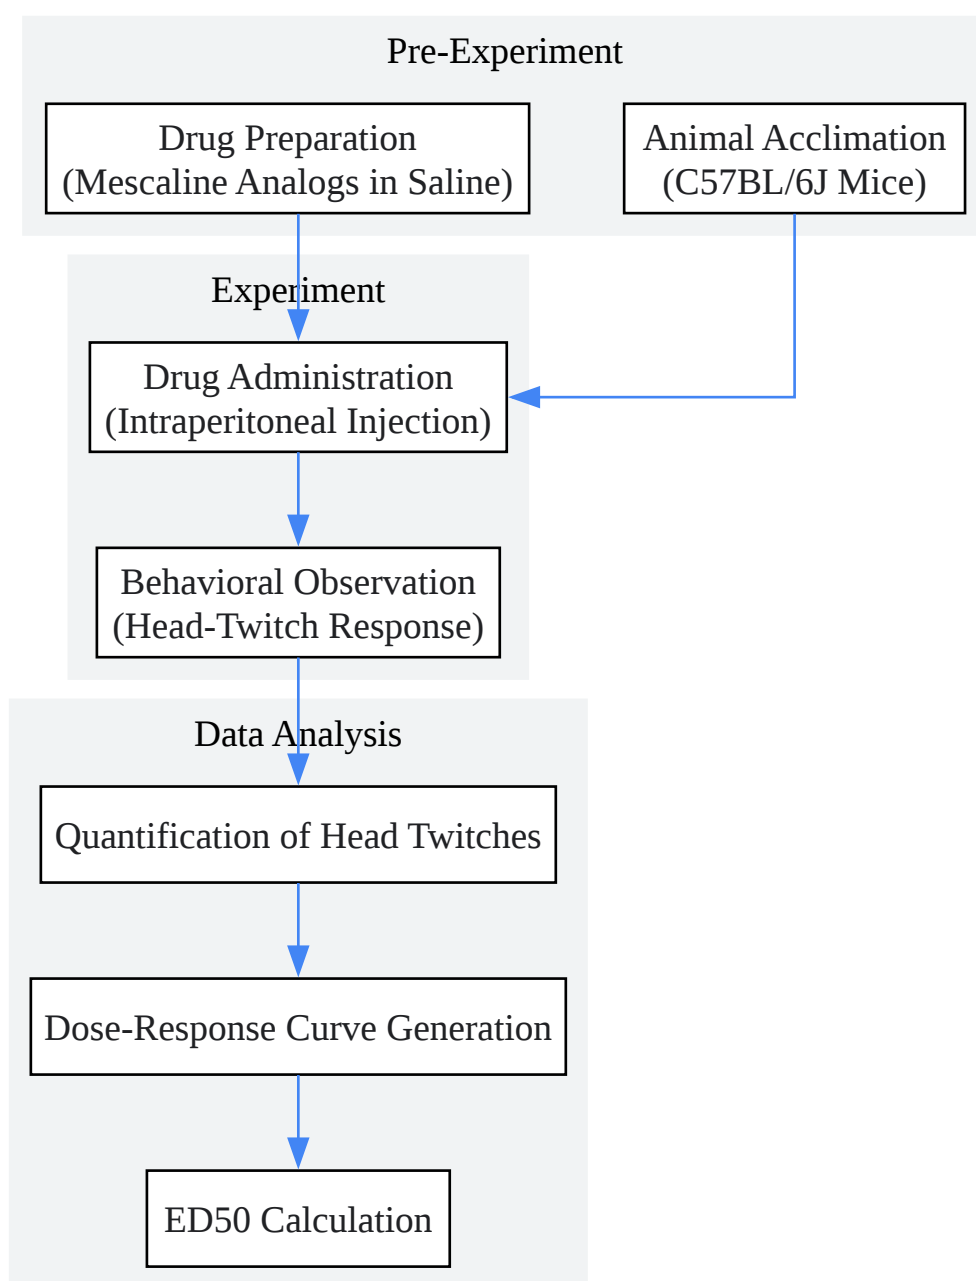 Pre-Experiment
Drug Preparation
(Mescaline Analogs in Saline)
Animal Acclimation
(C57BL/6J Mice)
Experiment
Drug Administration
(Intraperitoneal Injection)
Behavioral Observation
(Head-Twitch Response)
Data Analysis
Quantification of Head Twitches
Dose-Response Curve Generation
ED50 Calculation